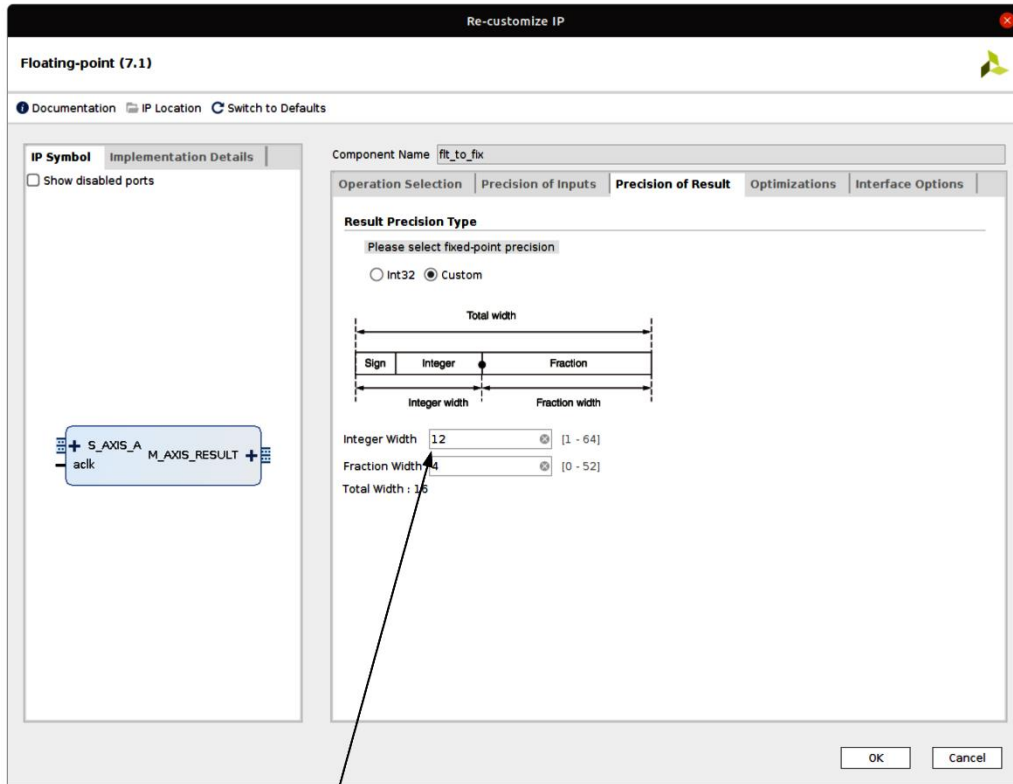 Re-customize IP
Floating-point (7.1)
Documentation IP Location Switch to Defaults
IP Symbol Implementation Details
Show disabled ports
S_AXIS_A
aclk
M_AXIS_RESULT
Component Name flt_to_fix
Operation Selection Precision of Inputs Precision of Result Optimizations Interface Options
Result Precision Type
Please select fixed-point precision
Int32 Custom
Total width
Sign Integer Fraction
Integer width Fraction width
Integer Width 12 [1 - 64]
Fraction Width 4 [0 - 52]
Total Width : 16
OK Cancel